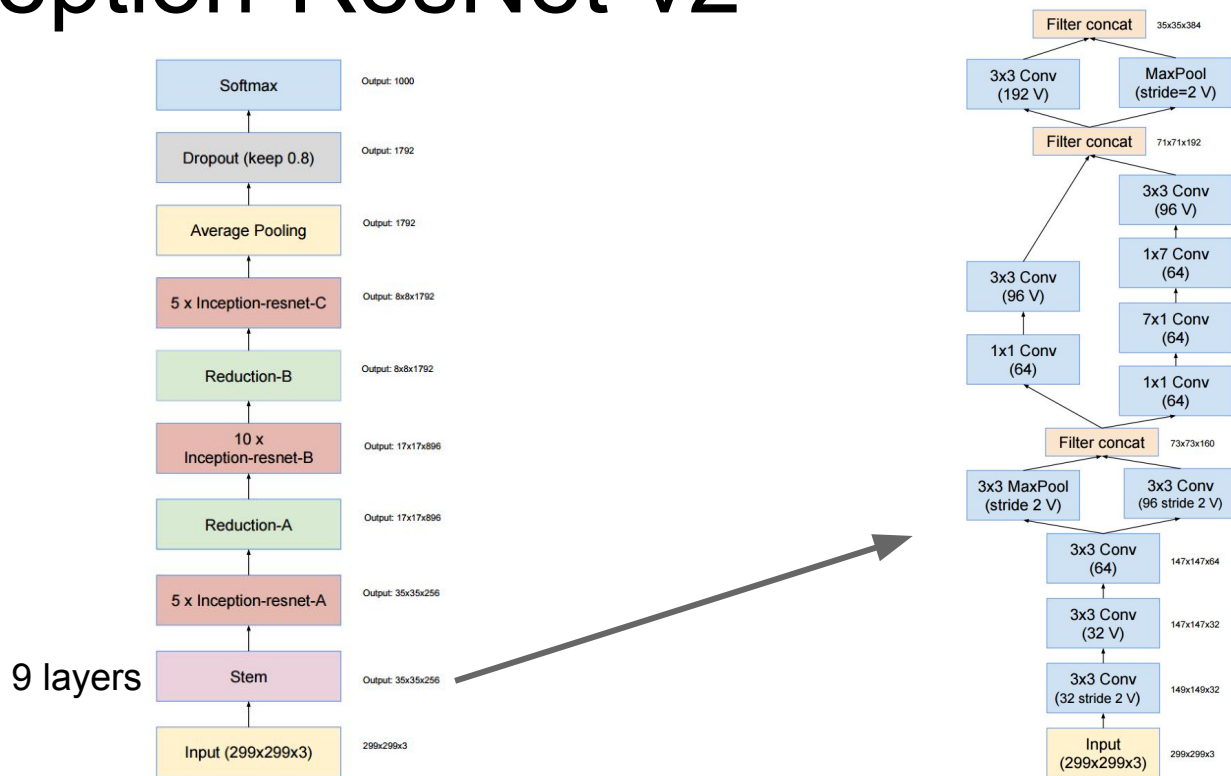 ception-ResNet-v2
Softmax
Output: 1000
Dropout (keep 0.8)
Output: 1792
Average Pooling
Output: 1792
5 x Inception-resnet-C
Output: 8x8x1792
Reduction-B
Output: 8x8x1792
10 x
Inception-resnet-B
Output: 17x17x896
Reduction-A
Output: 17x17x896
5 x Inception-resnet-A
Output: 35x35x256
9 layers
Stem
Output: 35x35x256
Input (299x299x3)
299x299x3
Filter concat
35x35x384
3x3 Conv
(192 V)
MaxPool
(stride=2 V)
Filter concat
71x71x192
3x3 Conv
(96 V)
1x7 Conv
(64)
3x3 Conv
(96 V)
7x1 Conv
(64)
1x1 Conv
(64)
1x1 Conv
(64)
Filter concat
73x73x160
3x3 MaxPool
(stride 2 V)
3x3 Conv
(96 stride 2 V)
3x3 Conv
(64)
147x147x64
3x3 Conv
(32 V)
147x147x32
3x3 Conv
(32 stride 2 V)
149x149x32
Input
(299x299x3)
299x299x3